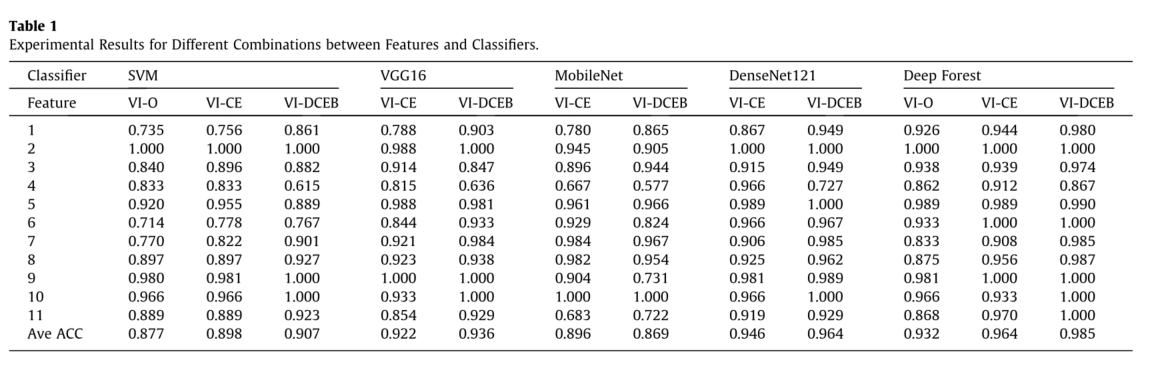 Table 1
Experimental Results for Different Combinations between Features and Classifiers.
Classifier SVM VGG16 MobileNet DenseNet121 Deep Forest
Feature VI-O VI-CE VI-DCEB VI-CE VI-DCEB VI-CE VI-DCEB VI-CE VI-DCEB VI-O VI-CE VI-DCEB
1 0.735 0.756 0.861 0.788 0.903 0.780 0.865 0.867 0.949 0.926 0.944 0.980
2 1.000 1.000 1.000 0.988 1.000 0.945 0.905 1.000 1.000 1.000 1.000 1.000
3 0.840 0.896 0.882 0.914 0.847 0.896 0.944 0.915 0.949 0.938 0.939 0.974
4 0.833 0.833 0.615 0.815 0.636 0.667 0.577 0.966 0.727 0.862 0.912 0.867
5 0.920 0.955 0.889 0.988 0.981 0.961 0.966 0.989 1.000 0.989 0.989 0.990
6 0.714 0.778 0.767 0.844 0.933 0.929 0.824 0.966 0.967 0.933 1.000 1.000
7 0.770 0.822 0.901 0.921 0.984 0.984 0.967 0.906 0.985 0.833 0.908 0.985
8 0.897 0.897 0.927 0.923 0.938 0.982 0.954 0.925 0.962 0.875 0.956 0.987
9 0.980 0.981 1.000 1.000 1.000 0.904 0.731 0.981 0.989 0.981 1.000 1.000
10 0.966 0.966 1.000 0.933 1.000 1.000 1.000 0.966 1.000 0.966 0.933 1.000
11 0.889 0.889 0.923 0.854 0.929 0.683 0.722 0.919 0.929 0.868 0.970 1.000
Ave ACC 0.877 0.898 0.907 0.922 0.936 0.896 0.869 0.946 0.964 0.932 0.964 0.985